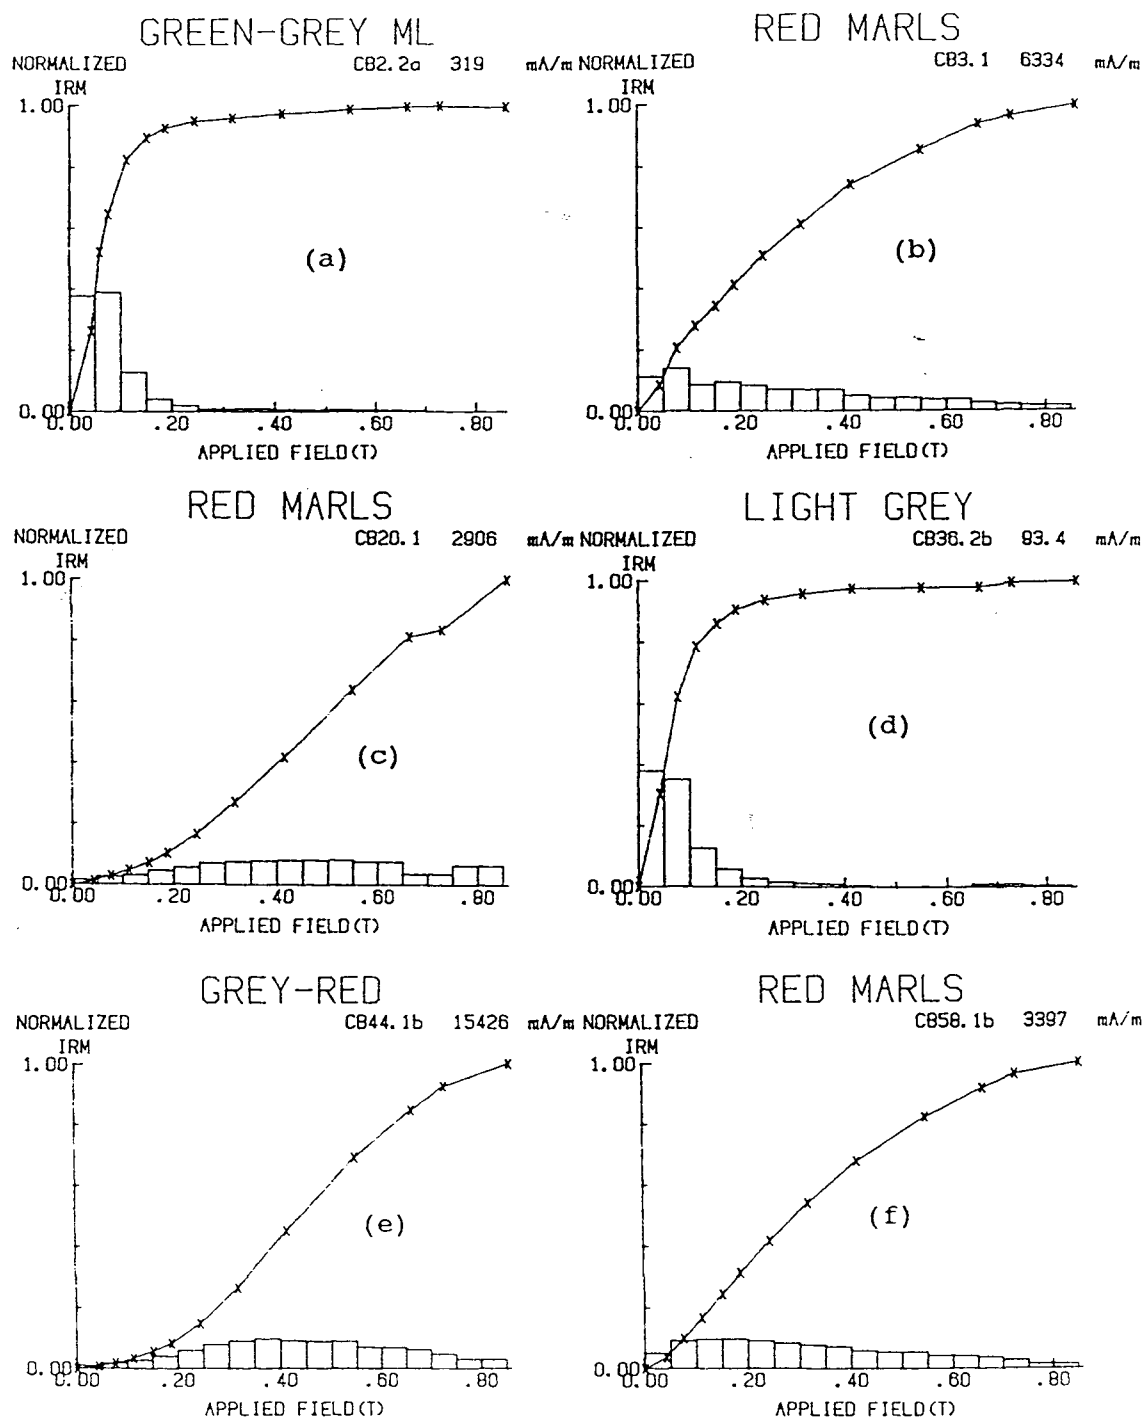 GREEN-GREY ML
NORMALIZED IRM
CB2.2a 319 mA/m
1.00
(a)
0.00
0.00 .20 .40 .60 .80
APPLIED FIELD(T)
RED MARLS
NORMALIZED IRM
CB3.1 6334 mA/m
1.00
(b)
0.00
0.00 .20 .40 .60 .80
APPLIED FIELD(T)
RED MARLS
NORMALIZED IRM
CB20.1 2906 mA/m
1.00
(c)
0.00
0.00 .20 .40 .60 .80
APPLIED FIELD(T)
LIGHT GREY
NORMALIZED IRM
CB36.2b 93.4 mA/m
1.00
(d)
0.00
0.00 .20 .40 .60 .80
APPLIED FIELD(T)
GREY-RED
NORMALIZED IRM
CB44.1b 15426 mA/m
1.00
(e)
0.00
0.00 .20 .40 .60 .80
APPLIED FIELD(T)
RED MARLS
NORMALIZED IRM
CB58.1b 3397 mA/m
1.00
(f)
0.00
0.00 .20 .40 .60 .80
APPLIED FIELD(T)